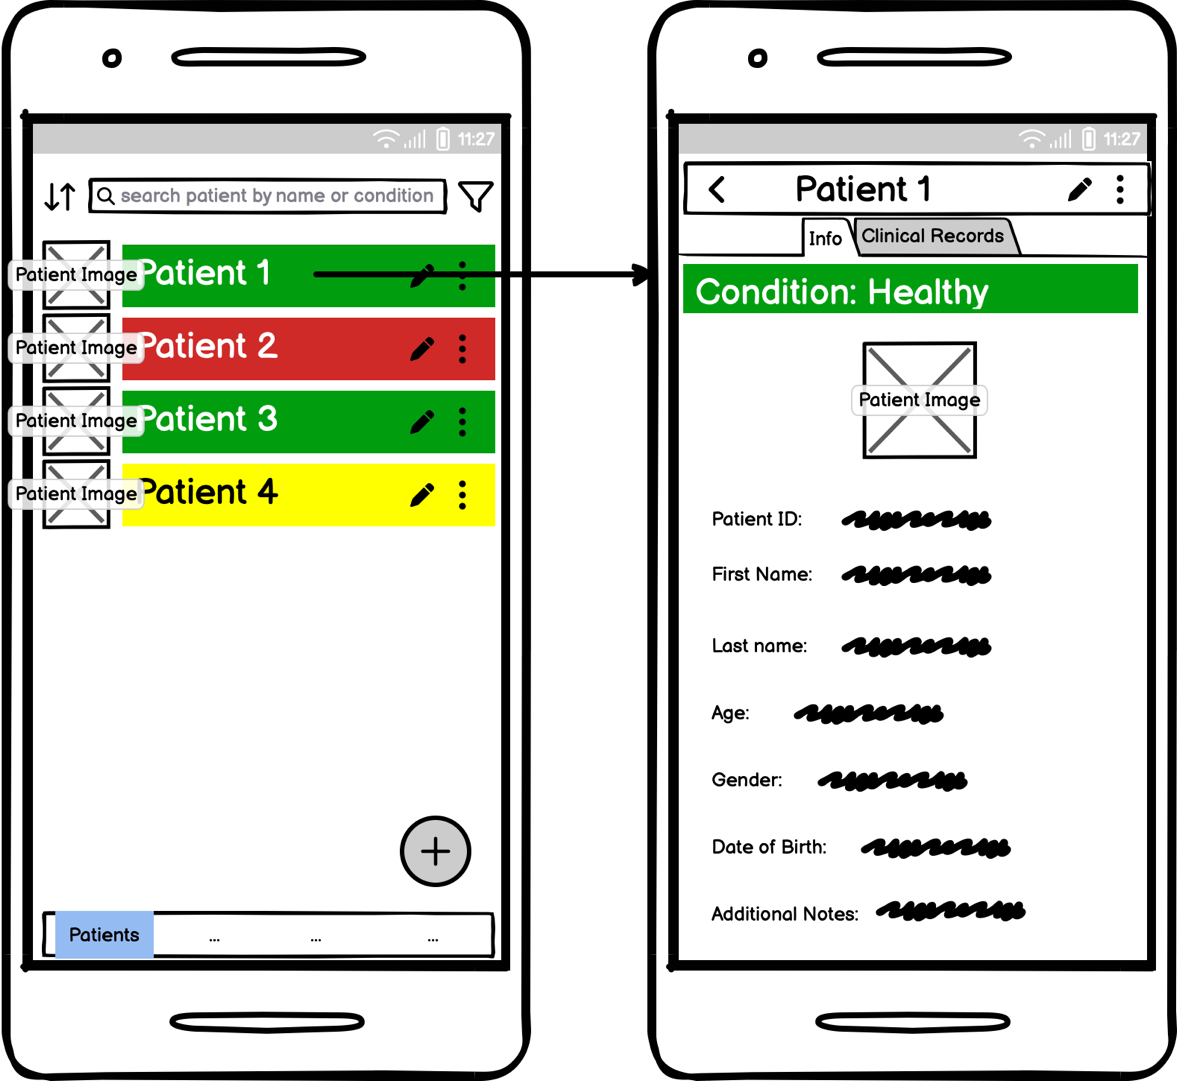 11:27
search patient by name or condition
Patient Image Patient 1
Patient Image Patient 2
Patient Image Patient 3
Patient Image Patient 4
+
Patients ... ... ...
11:27
Patient 1
Info Clinical Records
Condition: Healthy
Patient Image
Patient ID:
First Name:
Last name:
Age:
Gender:
Date of Birth:
Additional Notes: